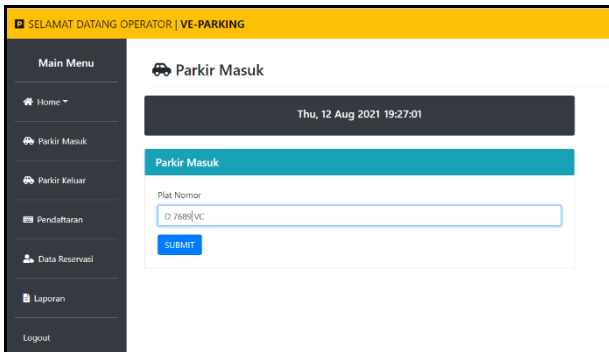 SELAMAT DATANG OPERATOR | VE-PARKING
Main Menu
Home
Parkir Masuk
Parkir Keluar
Pendaftaran
Data Reservasi
Laporan
Logout
Parkir Masuk
Thu, 12 Aug 2021 19:27:01
Parkir Masuk
Plat Nomor
D 7689 VC
SUBMIT